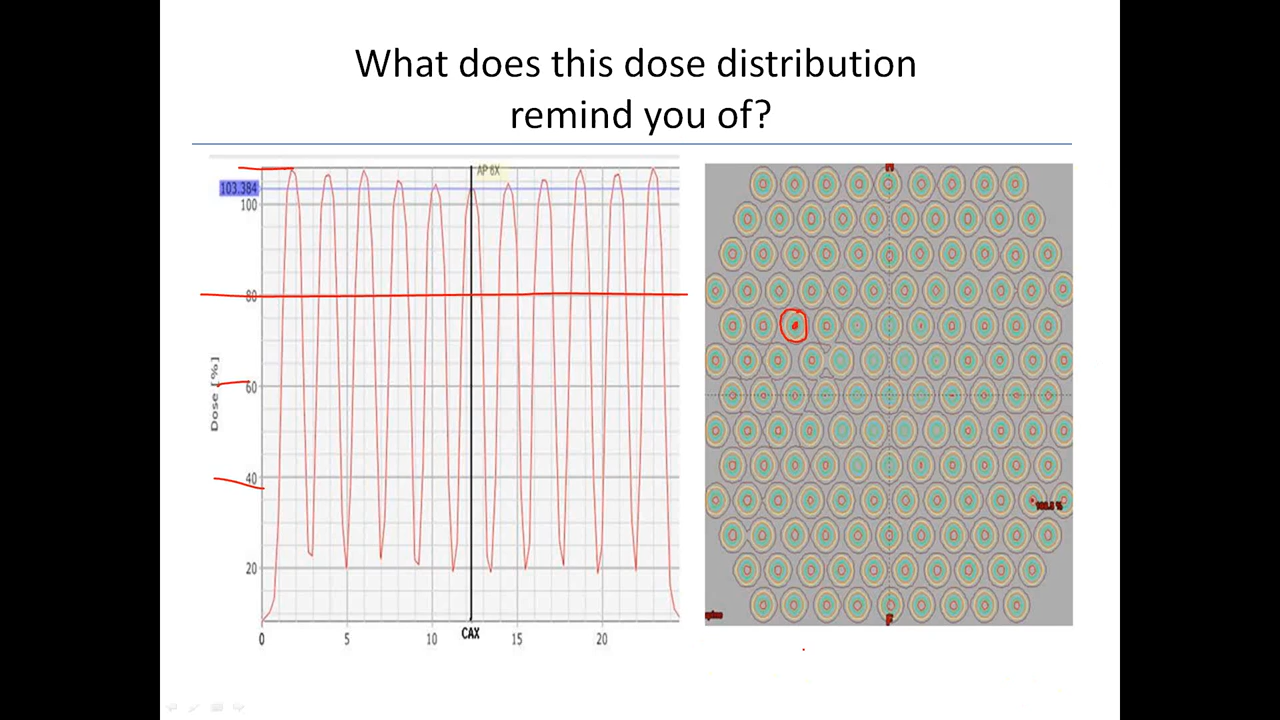 What does this dose distribution
remind you of?
AP 6X
103.384
100
80
60
40
20
Dose [%]
0
5
10
15
20
CAX